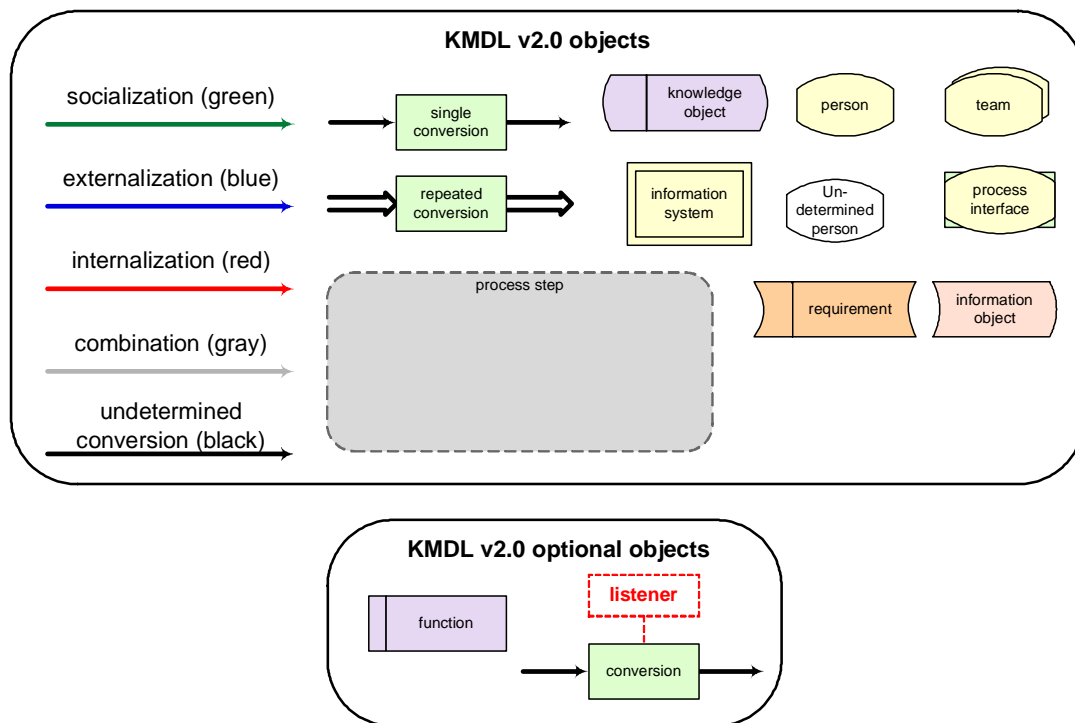 KMDL v2.0 objects
socialization (green)
externalization (blue)
internalization (red)
combination (gray)
undetermined
conversion (black)
single
conversion
repeated
conversion
process step
knowledge
object
person
team
information
system
Un-
determined
person
process
interface
requirement
information
object
KMDL v2.0 optional objects
function
listener
conversion